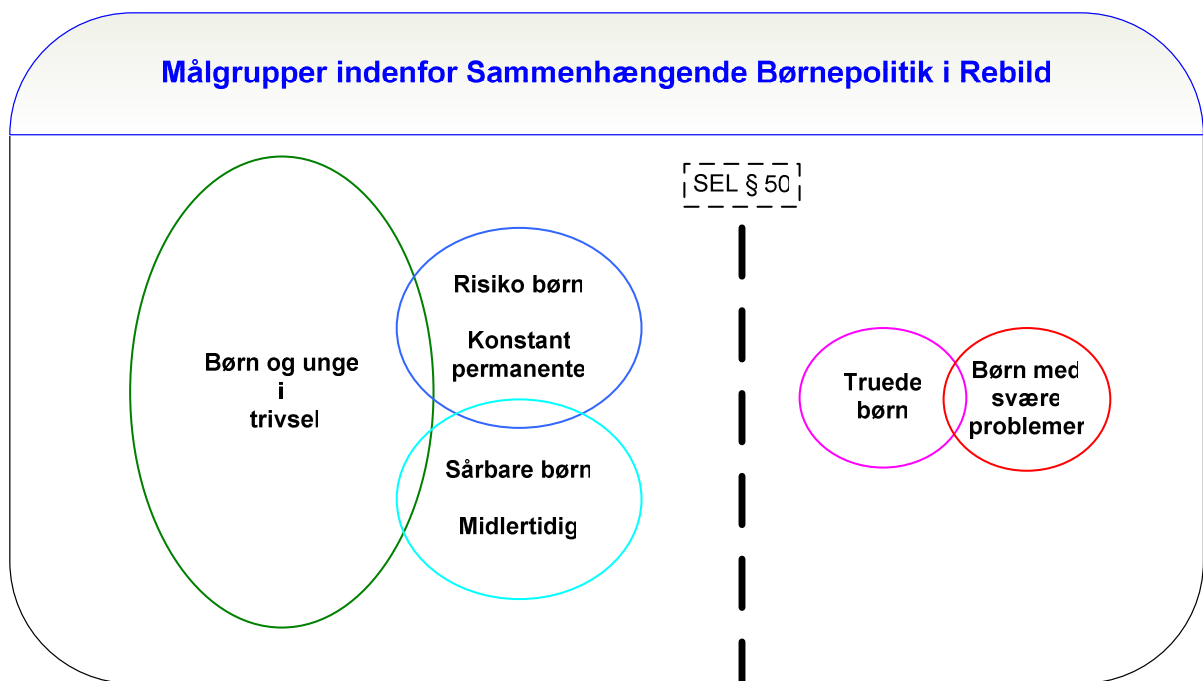 Målgrupper indenfor Sammenhængende Børnepolitik i Rebild
SEL § 50
Børn og unge
i
trivsel
Risiko børn
Konstant
permanente
Sårbare børn
Midlertidig
Truede
børn
Børn med
svære
problemer